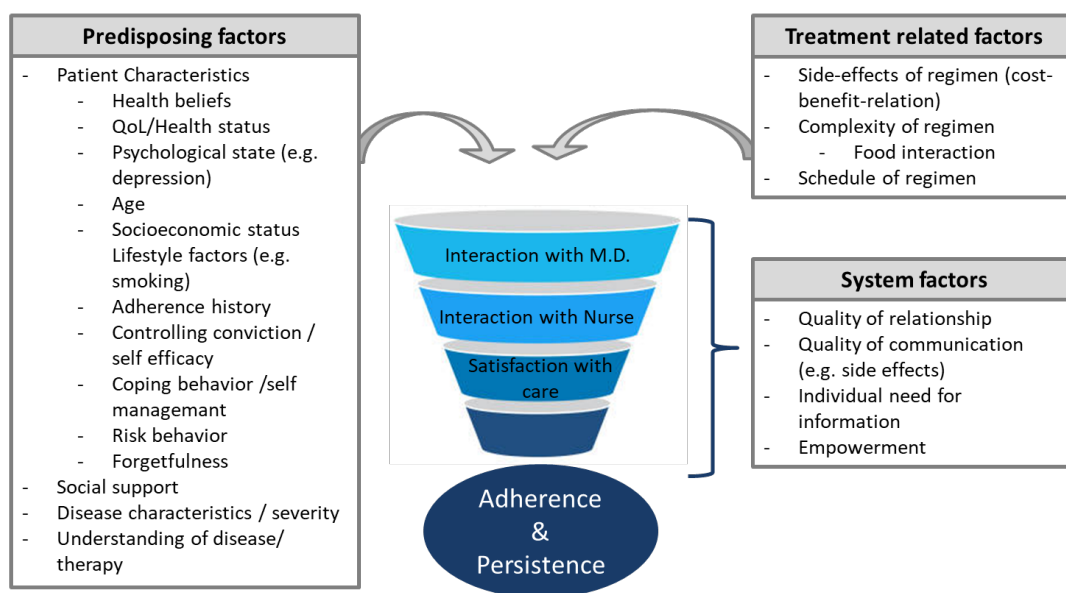 Predisposing factors
- Patient Characteristics
- Health beliefs
- QoL/Health status
- Psychological state (e.g.
depression)
- Age
- Socioeconomic status
Lifestyle factors (e.g.
smoking)
- Adherence history
- Controlling conviction /
self efficacy
- Coping behavior /self
managemant
- Risk behavior
- Forgetfulness
- Social support
- Disease characteristics / severity
- Understanding of disease/
therapy
Interaction with M.D.
Interaction with Nurse
Satisfaction with
care
Adherence
&
Persistence
Treatment related factors
- Side-effects of regimen (cost-
benefit-relation)
- Complexity of regimen
- Food interaction
- Schedule of regimen
System factors
- Quality of relationship
- Quality of communication
(e.g. side effects)
- Individual need for
information
- Empowerment